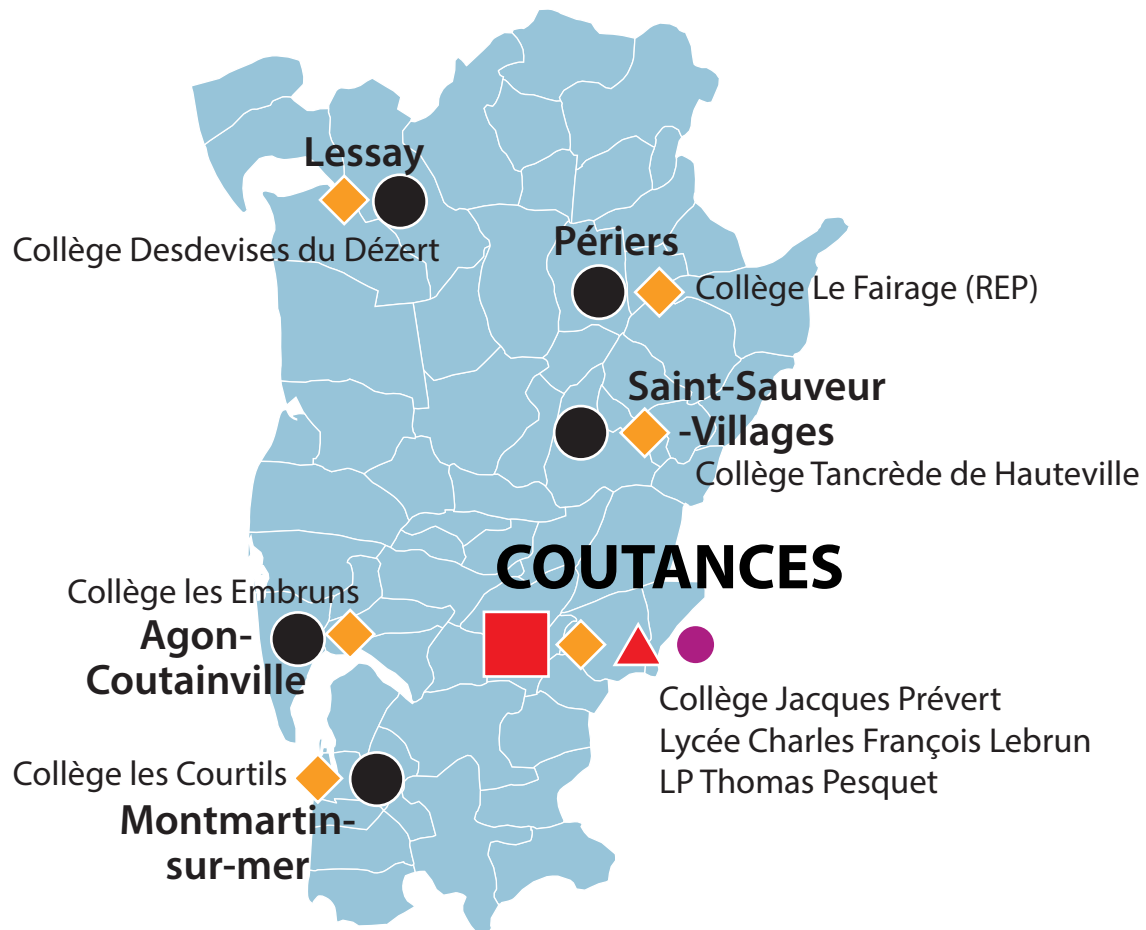 Lessay
Collège Desdevises du Dézert
Périers
Collège Le Fairage (REP)
Saint-Sauveur
-Villages
Collège Tancrède de Hauteville
COUTANCES
Collège les Embruns
Agon-
Coutainville
Collège Jacques Prévert
Lycée Charles François Lebrun
LP Thomas Pesquet
Collège les Courtils
Montmartin-
sur-mer